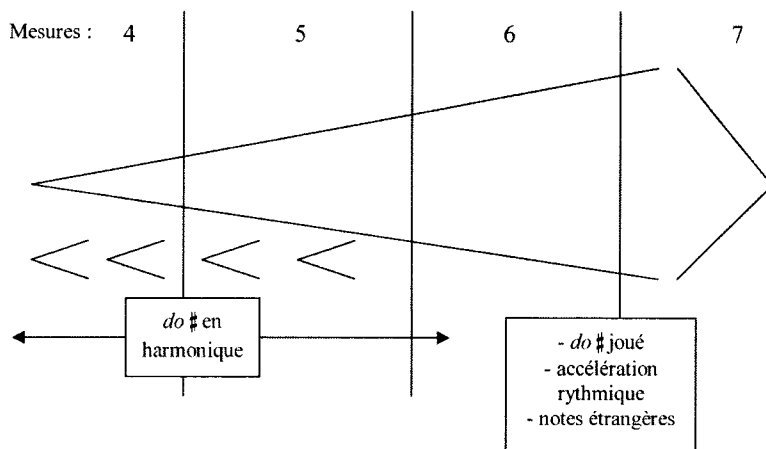 Mesures : 4 5 6 7
do # en
harmonique
- do # joué
- accélération
rythmique
- notes étrangères